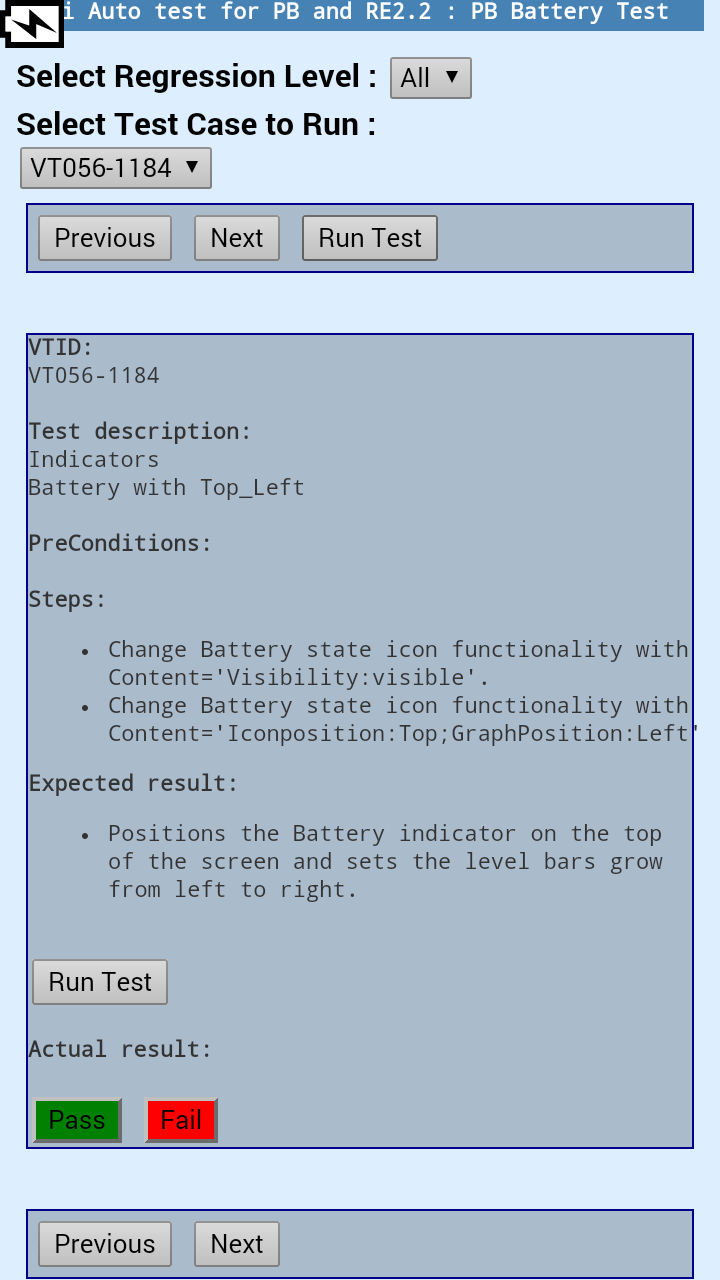 i Auto test for PB and RE2.2 : PB Battery Test
Select Regression Level : All ▼
Select Test Case to Run :
VT056-1184 ▼
Previous Next Run Test
VTID:
VT056-1184
Test description:
Indicators
Battery with Top_Left
PreConditions:
Steps:
• Change Battery state icon functionality with
Content='Visibility:visible'.
• Change Battery state icon functionality with
Content='Iconposition:Top;GraphPosition:Left'
Expected result:
• Positions the Battery indicator on the top
of the screen and sets the level bars grow
from left to right.
Run Test
Actual result:
Pass Fail
Previous Next